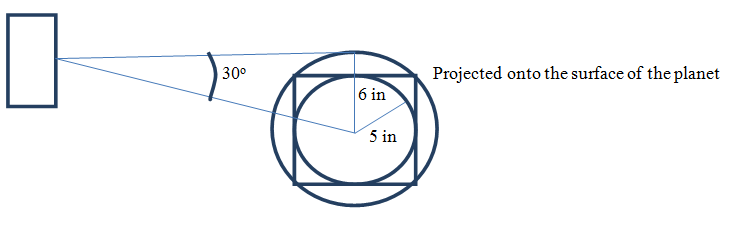 30º
Projected onto the surface of the planet
6 in
5 in